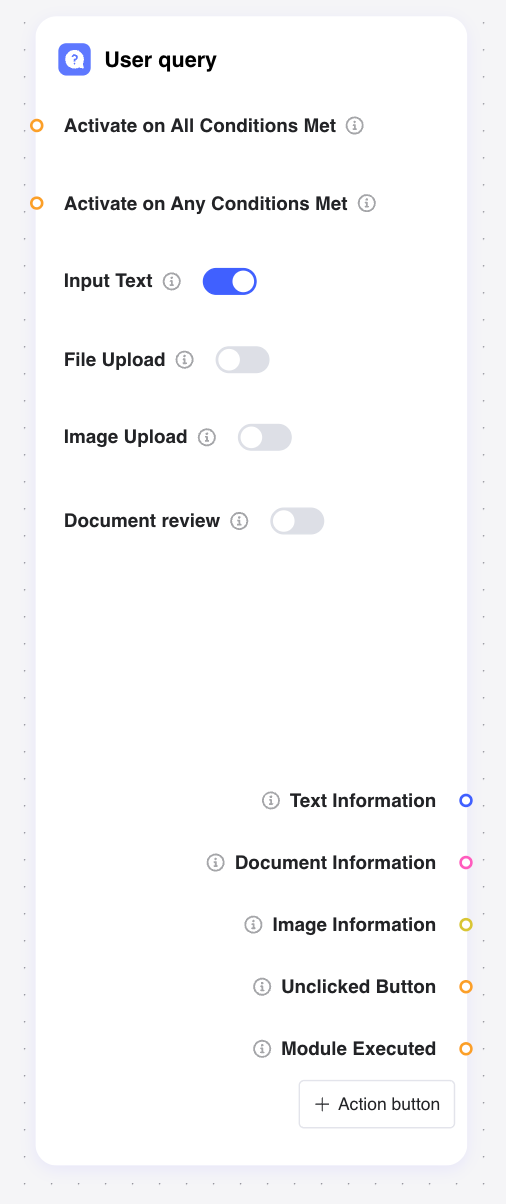 User query
Activate on All Conditions Met
Activate on Any Conditions Met
Input Text
File Upload
Image Upload
Document review
Text Information
Document Information
Image Information
Unclicked Button
Module Executed
+ Action button